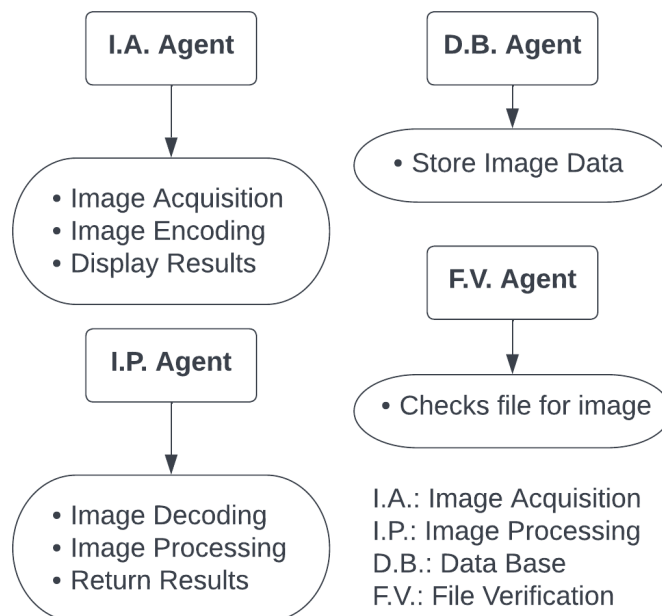 I.A. Agent
• Image Acquisition
• Image Encoding
• Display Results
I.P. Agent
• Image Decoding
• Image Processing
• Return Results
D.B. Agent
• Store Image Data
F.V. Agent
• Checks file for image
I.A.: Image Acquisition
I.P.: Image Processing
D.B.: Data Base
F.V.: File Verification